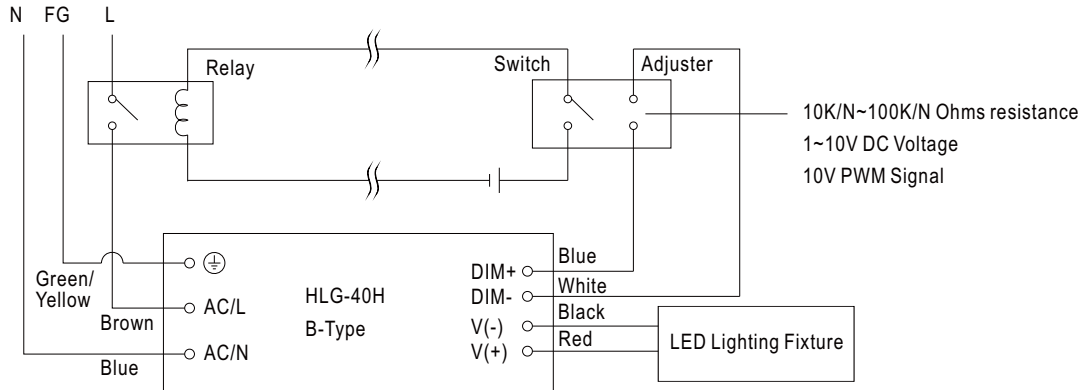 N FG L
Relay
Switch
Adjuster
10K/N~100K/N Ohms resistance
1~10V DC Voltage
10V PWM Signal
Green/
Yellow
Brown
Blue
AC/L
AC/N
HLG-40H
B-Type
DIM+
DIM-
V(-)
V(+)
Blue
White
Black
Red
LED Lighting Fixture